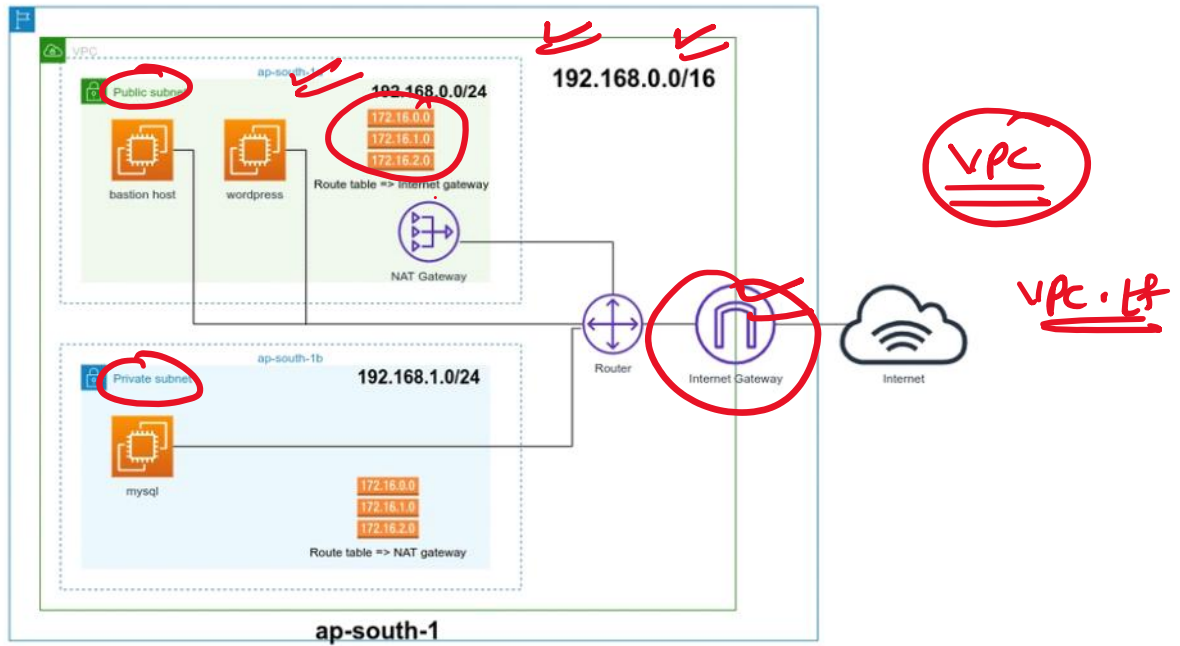 VPC
192.168.0.0/16
ap-south-1a
Public subnet
192.168.0.0/24
172.16.0.0
172.16.1.0
172.16.2.0
bastion host
wordpress
Route table => Internet gateway
NAT Gateway
VPC
vpc.tf
ap-south-1b
Private subnet
192.168.1.0/24
Router
Internet Gateway
Internet
mysql
172.16.0.0
172.16.1.0
172.16.2.0
Route table => NAT gateway
ap-south-1